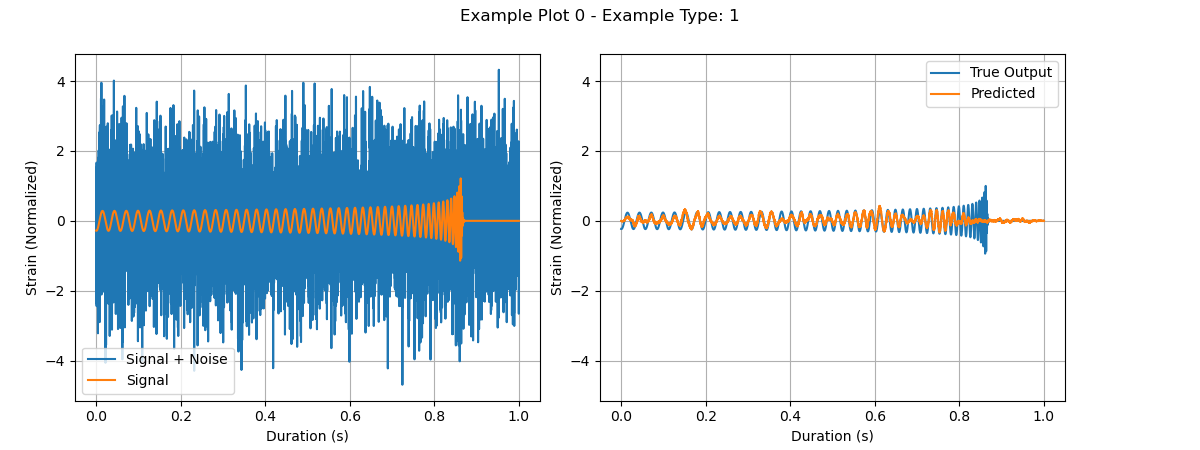 Example Plot 0 - Example Type: 1
Strain (Normalized)
4
2
0
−2
−4
Signal + Noise
Signal
0.0 0.2 0.4 0.6 0.8 1.0
Duration (s)
Strain (Normalized)
4
2
0
−2
−4
True Output
Predicted
0.0 0.2 0.4 0.6 0.8 1.0
Duration (s)